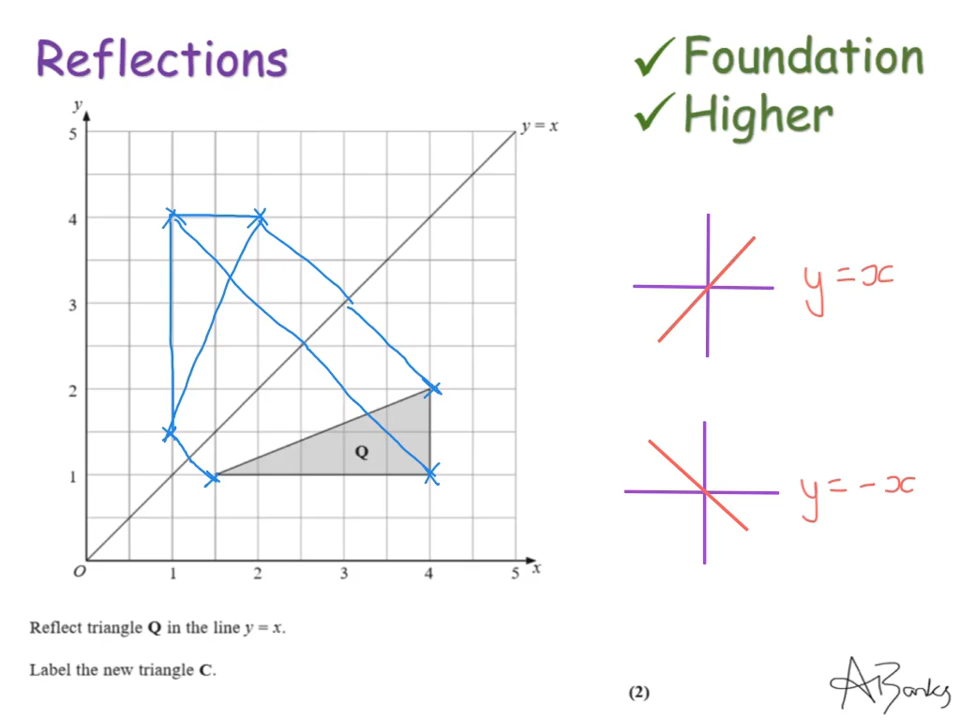 Reflections
✓ Foundation
✓ Higher
y
5
y = x
4
3
2
1
Q
O
1
2
3
4
5
x
y = x
y = - x
Reflect triangle Q in the line y = x.
Label the new triangle C.
(2)
A Banks